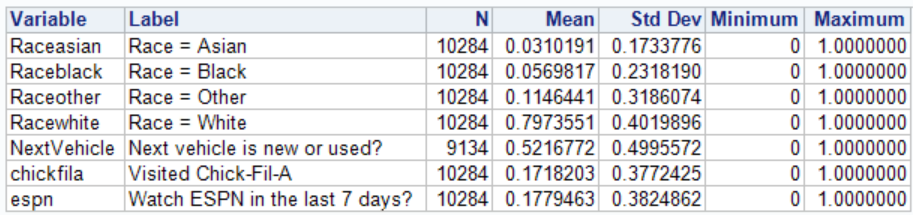 Variable Label N Mean Std Dev Minimum Maximum
Raceasian Race = Asian 10284 0.0310191 0.1733776 0 1.0000000
Raceblack Race = Black 10284 0.0569817 0.2318190 0 1.0000000
Raceother Race = Other 10284 0.1146441 0.3186074 0 1.0000000
Racewhite Race = White 10284 0.7973551 0.4019896 0 1.0000000
NextVehicle Next vehicle is new or used? 9134 0.5216772 0.4995572 0 1.0000000
chickfila Visited Chick-Fil-A 10284 0.1718203 0.3772425 0 1.0000000
espn Watch ESPN in the last 7 days? 10284 0.1779463 0.3824862 0 1.0000000